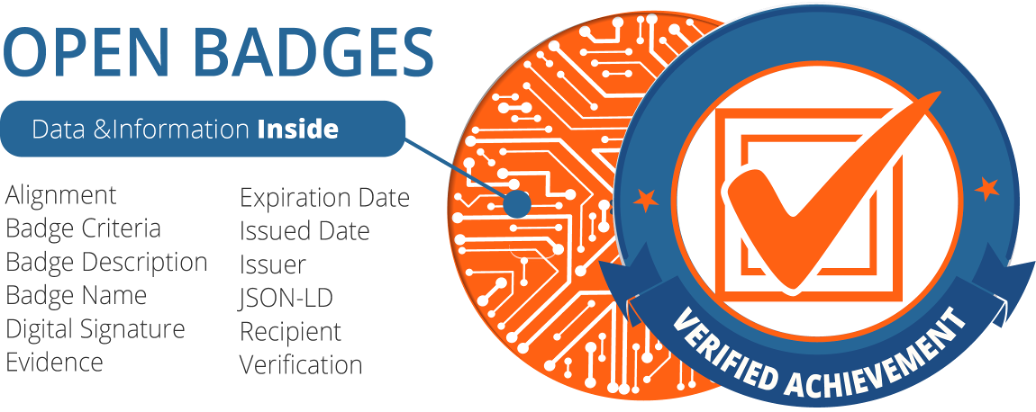 OPEN BADGES
Data &Information Inside
Alignment
Badge Criteria
Badge Description
Badge Name
Digital Signature
Evidence
Expiration Date
Issued Date
Issuer
JSON-LD
Recipient
Verification
VERIFIED ACHIEVEMENT